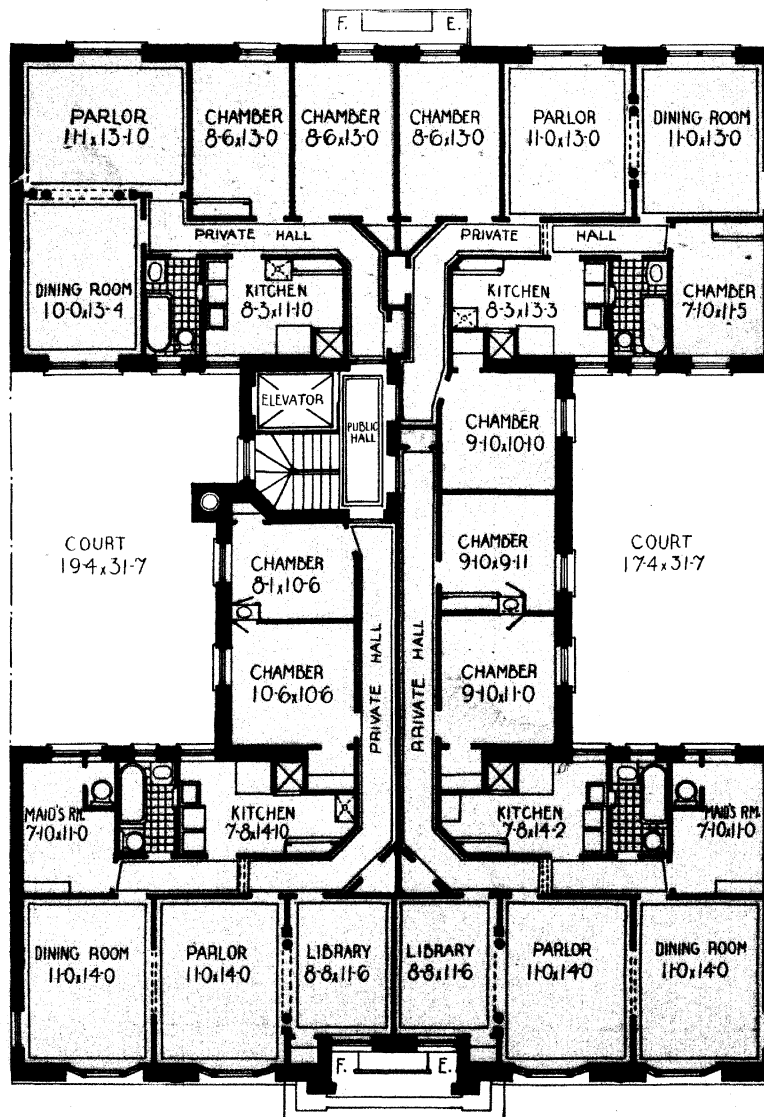 F. E.
PARLOR
11-1x13-10
CHAMBER
8-6x13-0
CHAMBER
8-6x13-0
CHAMBER
8-6x13-0
PARLOR
11-0x13-0
DINING ROOM
11-0x13-0
PRIVATE HALL
PRIVATE HALL
DINING ROOM
10-0x13-4
KITCHEN
8-3x11-10
KITCHEN
8-3x13-3
CHAMBER
7-10x11-5
ELEVATOR
PUBLIC
HALL
CHAMBER
9-10x10-10
COURT
19-4x31-7
CHAMBER
8-1x10-6
CHAMBER
9-10x9-11
COURT
17-4x31-7
CHAMBER
10-6x10-6
PRIVATE HALL
PRIVATE HALL
CHAMBER
9-10x11-0
MAID'S RM.
7-10x11-0
KITCHEN
7-8x14-10
KITCHEN
7-8x14-2
MAID'S RM.
7-10x11-0
DINING ROOM
11-0x14-0
PARLOR
11-0x14-0
LIBRARY
8-8x11-6
LIBRARY
8-8x11-6
PARLOR
11-0x14-0
DINING ROOM
11-0x14-0
F. E.